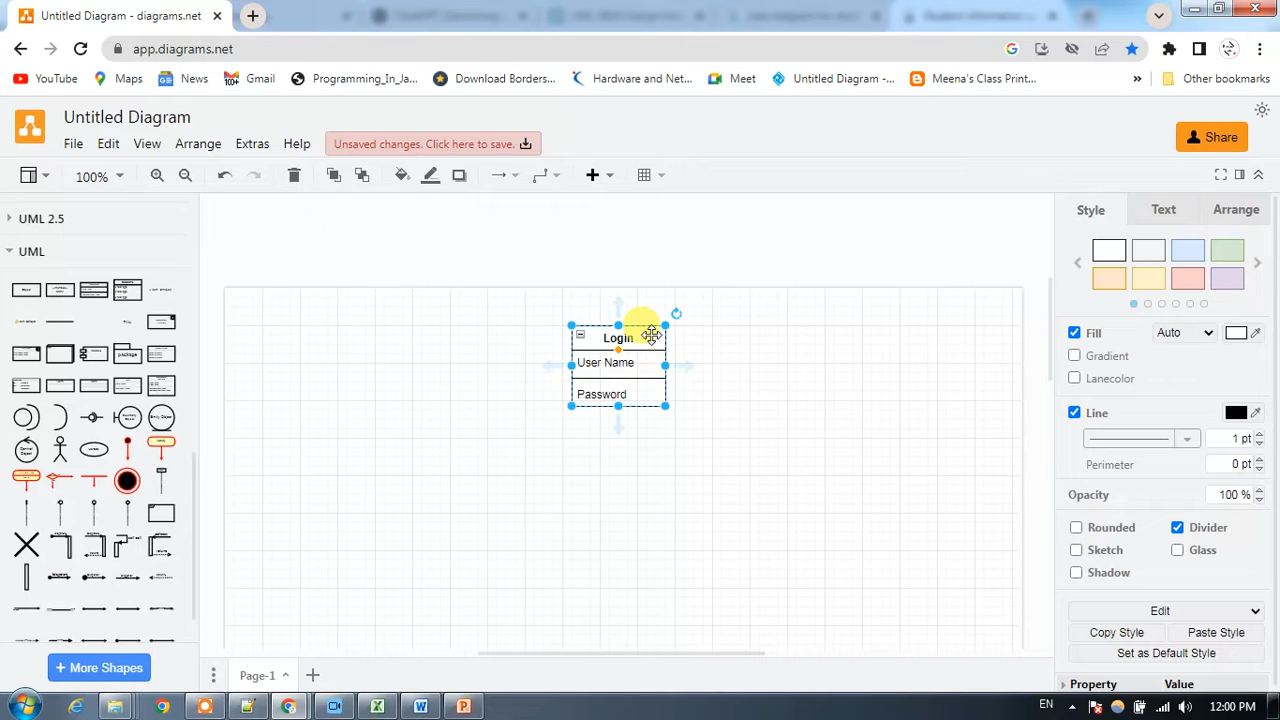 Untitled Diagram - diagrams.net
app.diagrams.net
YouTube Maps News Gmail Programming_In_Ja... Download Borders... Hardware and Net... Meet Untitled Diagram -... Meena's Class Print... » Other bookmarks
Untitled Diagram
File Edit View Arrange Extras Help Unsaved changes. Click here to save. Share
100%
UML 2.5
UML
Style Text Arrange
Login
User Name
Password
Fill Auto
Gradient
Lanecolor
Line
1 pt
Perimeter 0 pt
Opacity 100 %
Rounded Divider
Sketch Glass
Shadow
Edit
Copy Style Paste Style
Set as Default Style
Property Value
+ More Shapes
Page-1
EN 12:00 PM